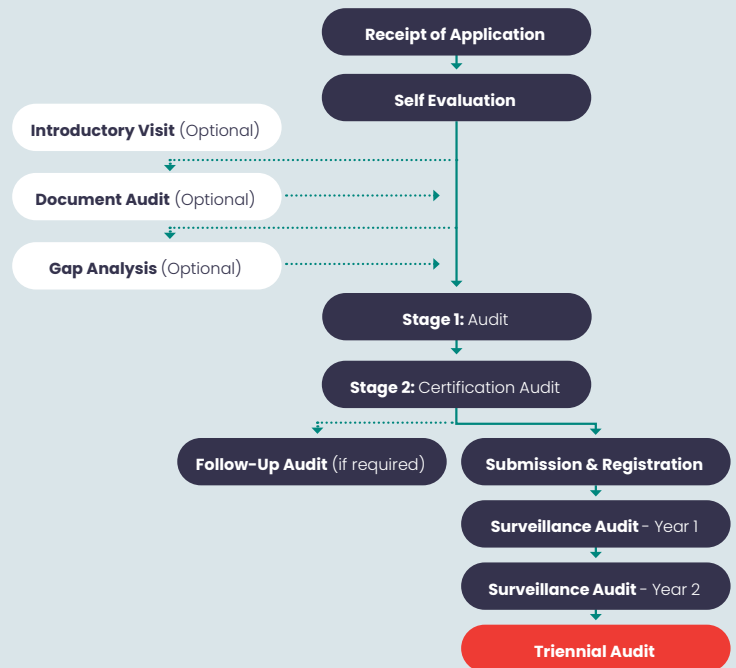 Receipt of Application
Self Evaluation
Introductory Visit (Optional)
Document Audit (Optional)
Gap Analysis (Optional)
Stage 1: Audit
Stage 2: Certification Audit
Follow-Up Audit (if required)
Submission & Registration
Surveillance Audit - Year 1
Surveillance Audit - Year 2
Triennial Audit